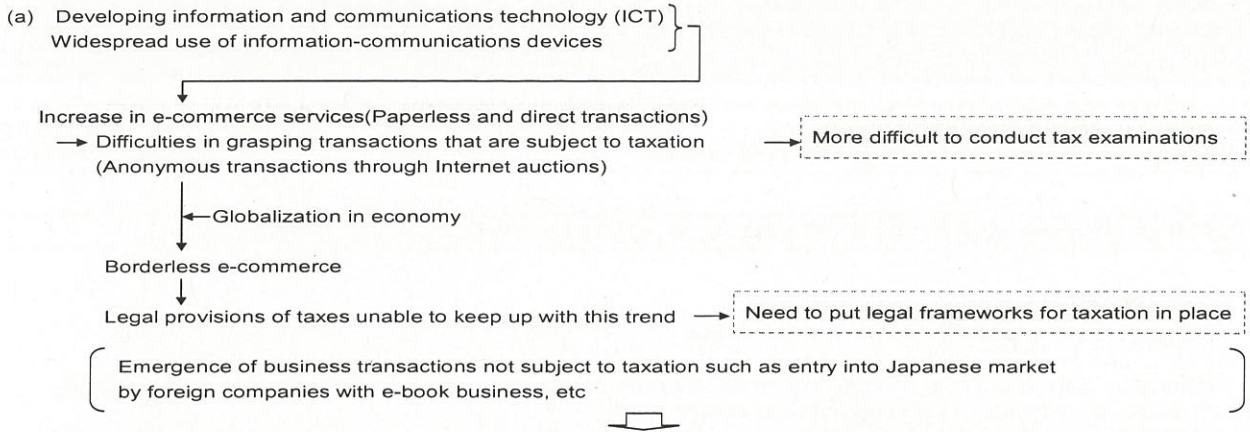 (a) Developing information and communications technology (ICT)
Widespread use of information-communications devices
Increase in e-commerce services(Paperless and direct transactions)
→ Difficulties in grasping transactions that are subject to taxation → More difficult to conduct tax examinations
(Anonymous transactions through Internet auctions)
←Globalization in economy
Borderless e-commerce
Legal provisions of taxes unable to keep up with this trend → Need to put legal frameworks for taxation in place
Emergence of business transactions not subject to taxation such as entry into Japanese market
by foreign companies with e-book business, etc